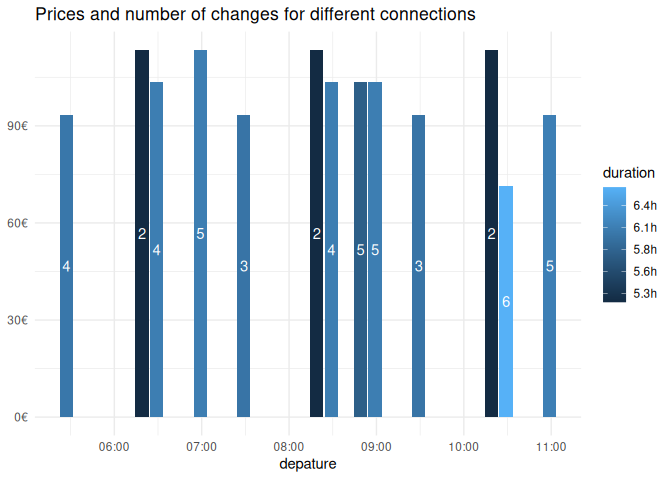 Prices and number of changes for different connections
90€
60€
30€
0€
4
2
4
5
3
2
4
5
5
3
2
6
5
06:00
07:00
08:00
09:00
10:00
11:00
depature
duration
6.4h
6.1h
5.8h
5.6h
5.3h